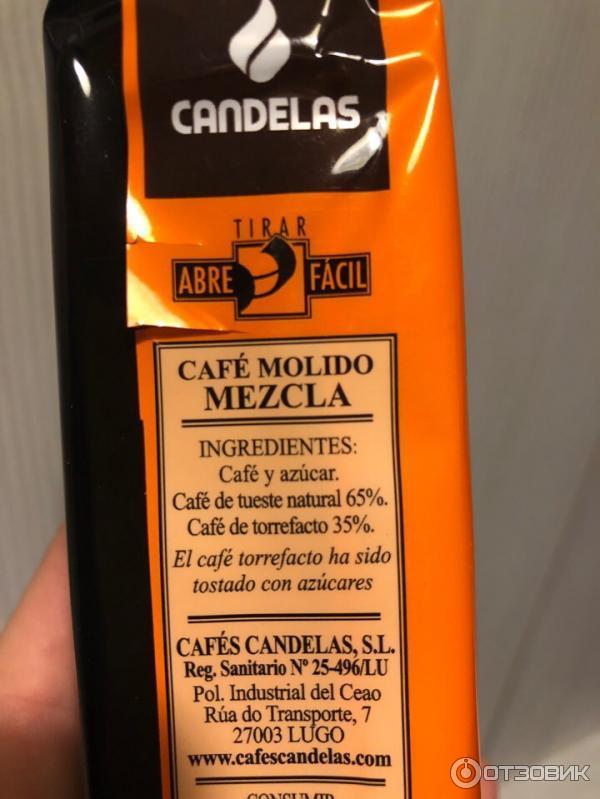 CANDELAS
TIRAR
ABRE FÁCIL
CAFÉ MOLIDO
MEZCLA
INGREDIENTES:
Café y azúcar.
Café de tueste natural 65%.
Café de torrefacto 35%.
El café torrefacto ha sido
tostado con azúcares
CAFÉS CANDELAS, S.L.
Reg. Sanitario Nº 25-496/LU
Pol. Industrial del Ceao
Rúa do Transporte, 7
27003 LUGO
www.cafescandelas.com
CONSUMIR
ОТЗОВИК